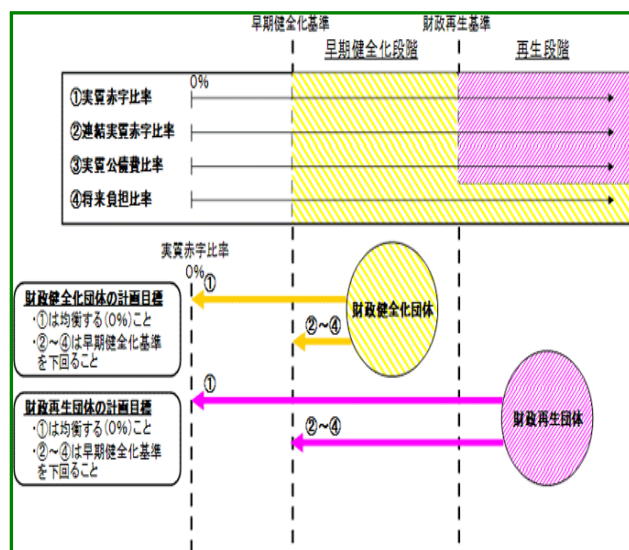 早期健全化基準
財政再生基準
早期健全化段階
再生段階
0%
①実質赤字比率
②連結実質赤字比率
③実質公債費比率
④将来負担比率
実質赤字比率
0%
①
財政健全化団体の計画目標
・①は均衡する(0%)こと
・②～④は早期健全化基準
を下回ること
②～④
財政健全化団体
①
財政再生団体の計画目標
・①は均衡する(0%)こと
・②～④は早期健全化基準
を下回ること
②～④
財政再生団体